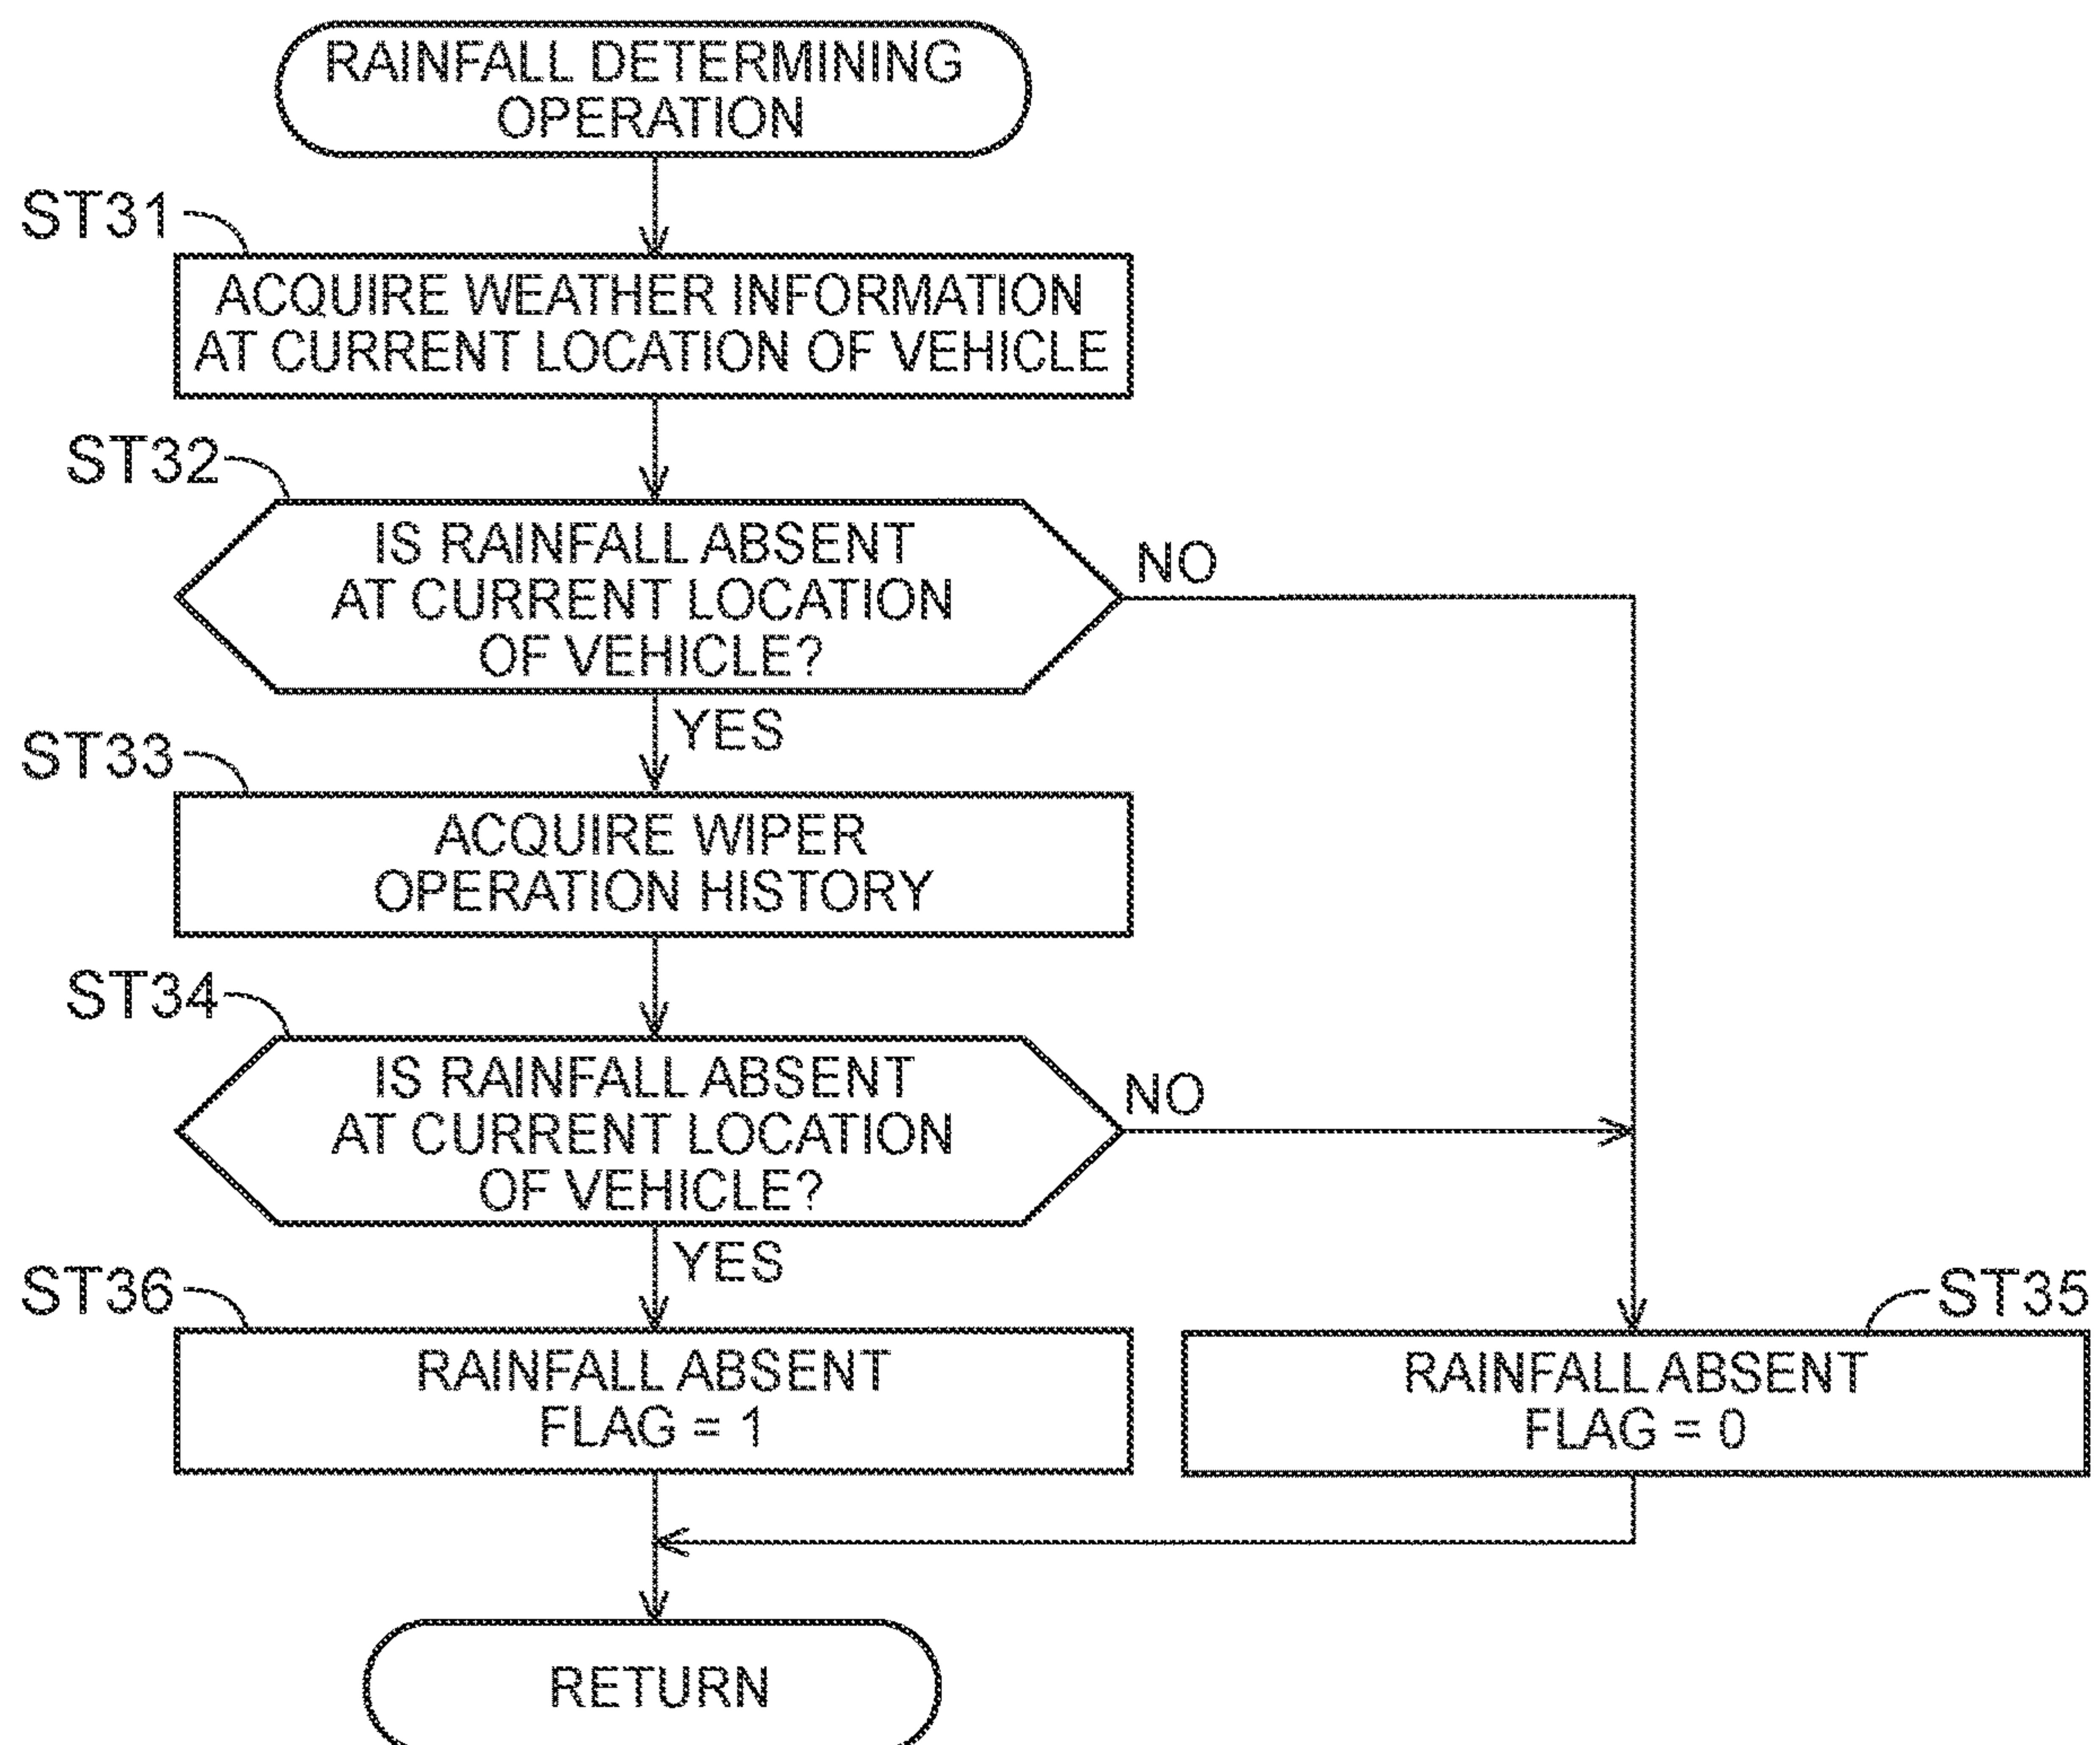 RAINFALL DETERMINING
OPERATION
ST31
ACQUIRE WEATHER INFORMATION
AT CURRENT LOCATION OF VEHICLE
ST32
IS RAINFALL ABSENT
AT CURRENT LOCATION
OF VEHICLE?
NO
YES
ST33
ACQUIRE WIPER
OPERATION HISTORY
ST34
IS RAINFALL ABSENT
AT CURRENT LOCATION
OF VEHICLE?
NO
YES
ST36
RAINFALL ABSENT
FLAG = 1
ST35
RAINFALL ABSENT
FLAG = 0
RETURN